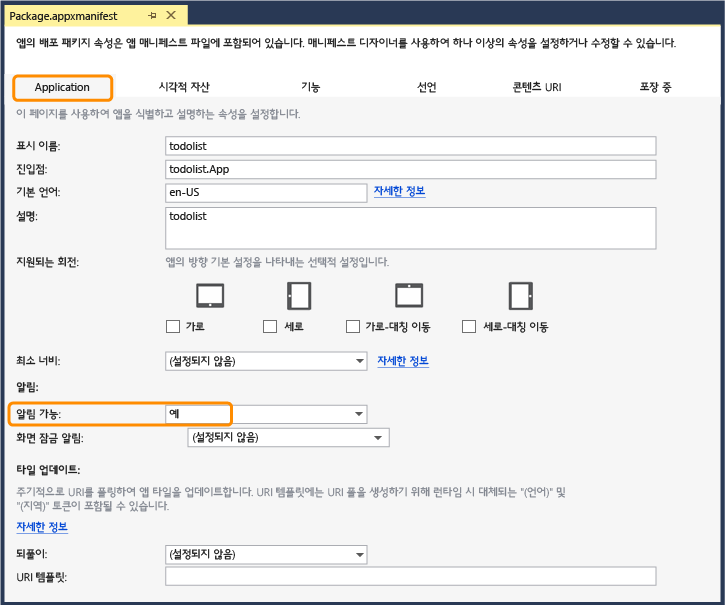 Package.appxmanifest
앱의 배포 패키지 속성은 앱 매니페스트 파일에 포함되어 있습니다. 매니페스트 디자이너를 사용하여 하나 이상의 속성을 설정하거나 수정할 수 있습니다.
Application 시각적 자산 기능 선언 콘텐츠 URI 포장 중
이 페이지를 사용하여 앱을 식별하고 설명하는 속성을 설정합니다.
표시 이름: todolist
진입점: todolist.App
기본 언어: en-US 자세한 정보
설명: todolist
지원되는 회전: 앱의 방향 기본 설정을 나타내는 선택적 설정입니다.
가로 세로 가로-대칭 이동 세로-대칭 이동
최소 너비: (설정되지 않음) 자세한 정보
알림:
알림 가능: 예
화면 잠금 알림: (설정되지 않음)
타일 업데이트:
주기적으로 URI를 폴링하여 앱 타일을 업데이트합니다. URI 템플릿에는 URI 풀을 생성하기 위해 런타임 시 대체되는 "(언어)" 및
"(지역)" 토큰이 포함될 수 있습니다.
자세한 정보
되풀이: (설정되지 않음)
URI 템플릿: